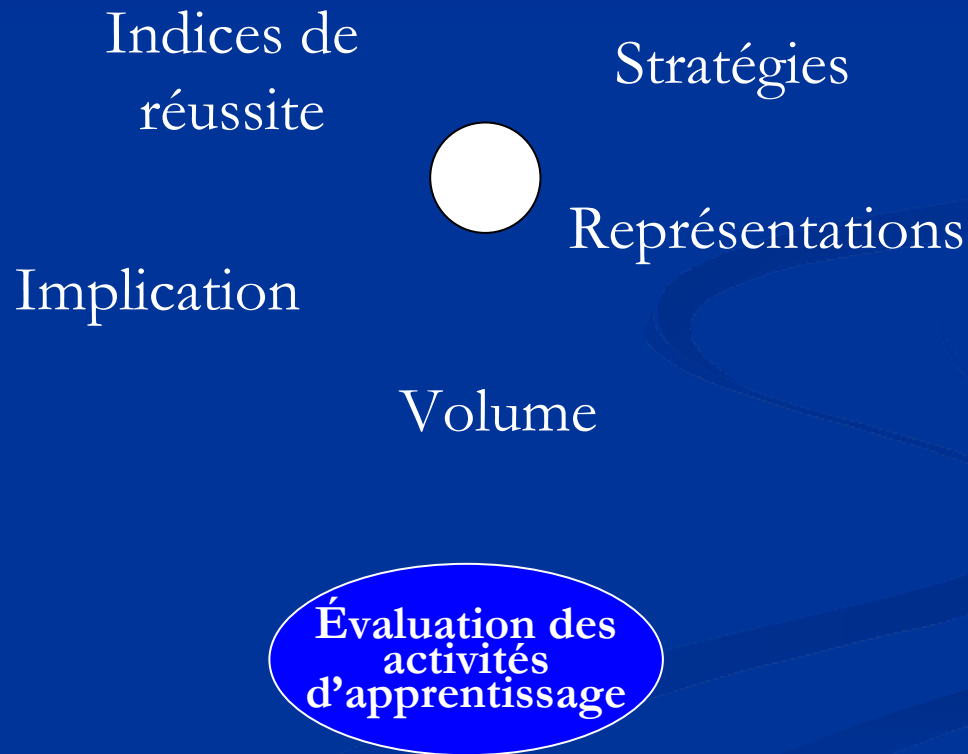 Indices de
réussite
Stratégies
Représentations
Implication
Volume
Évaluation des
activités
d’apprentissage